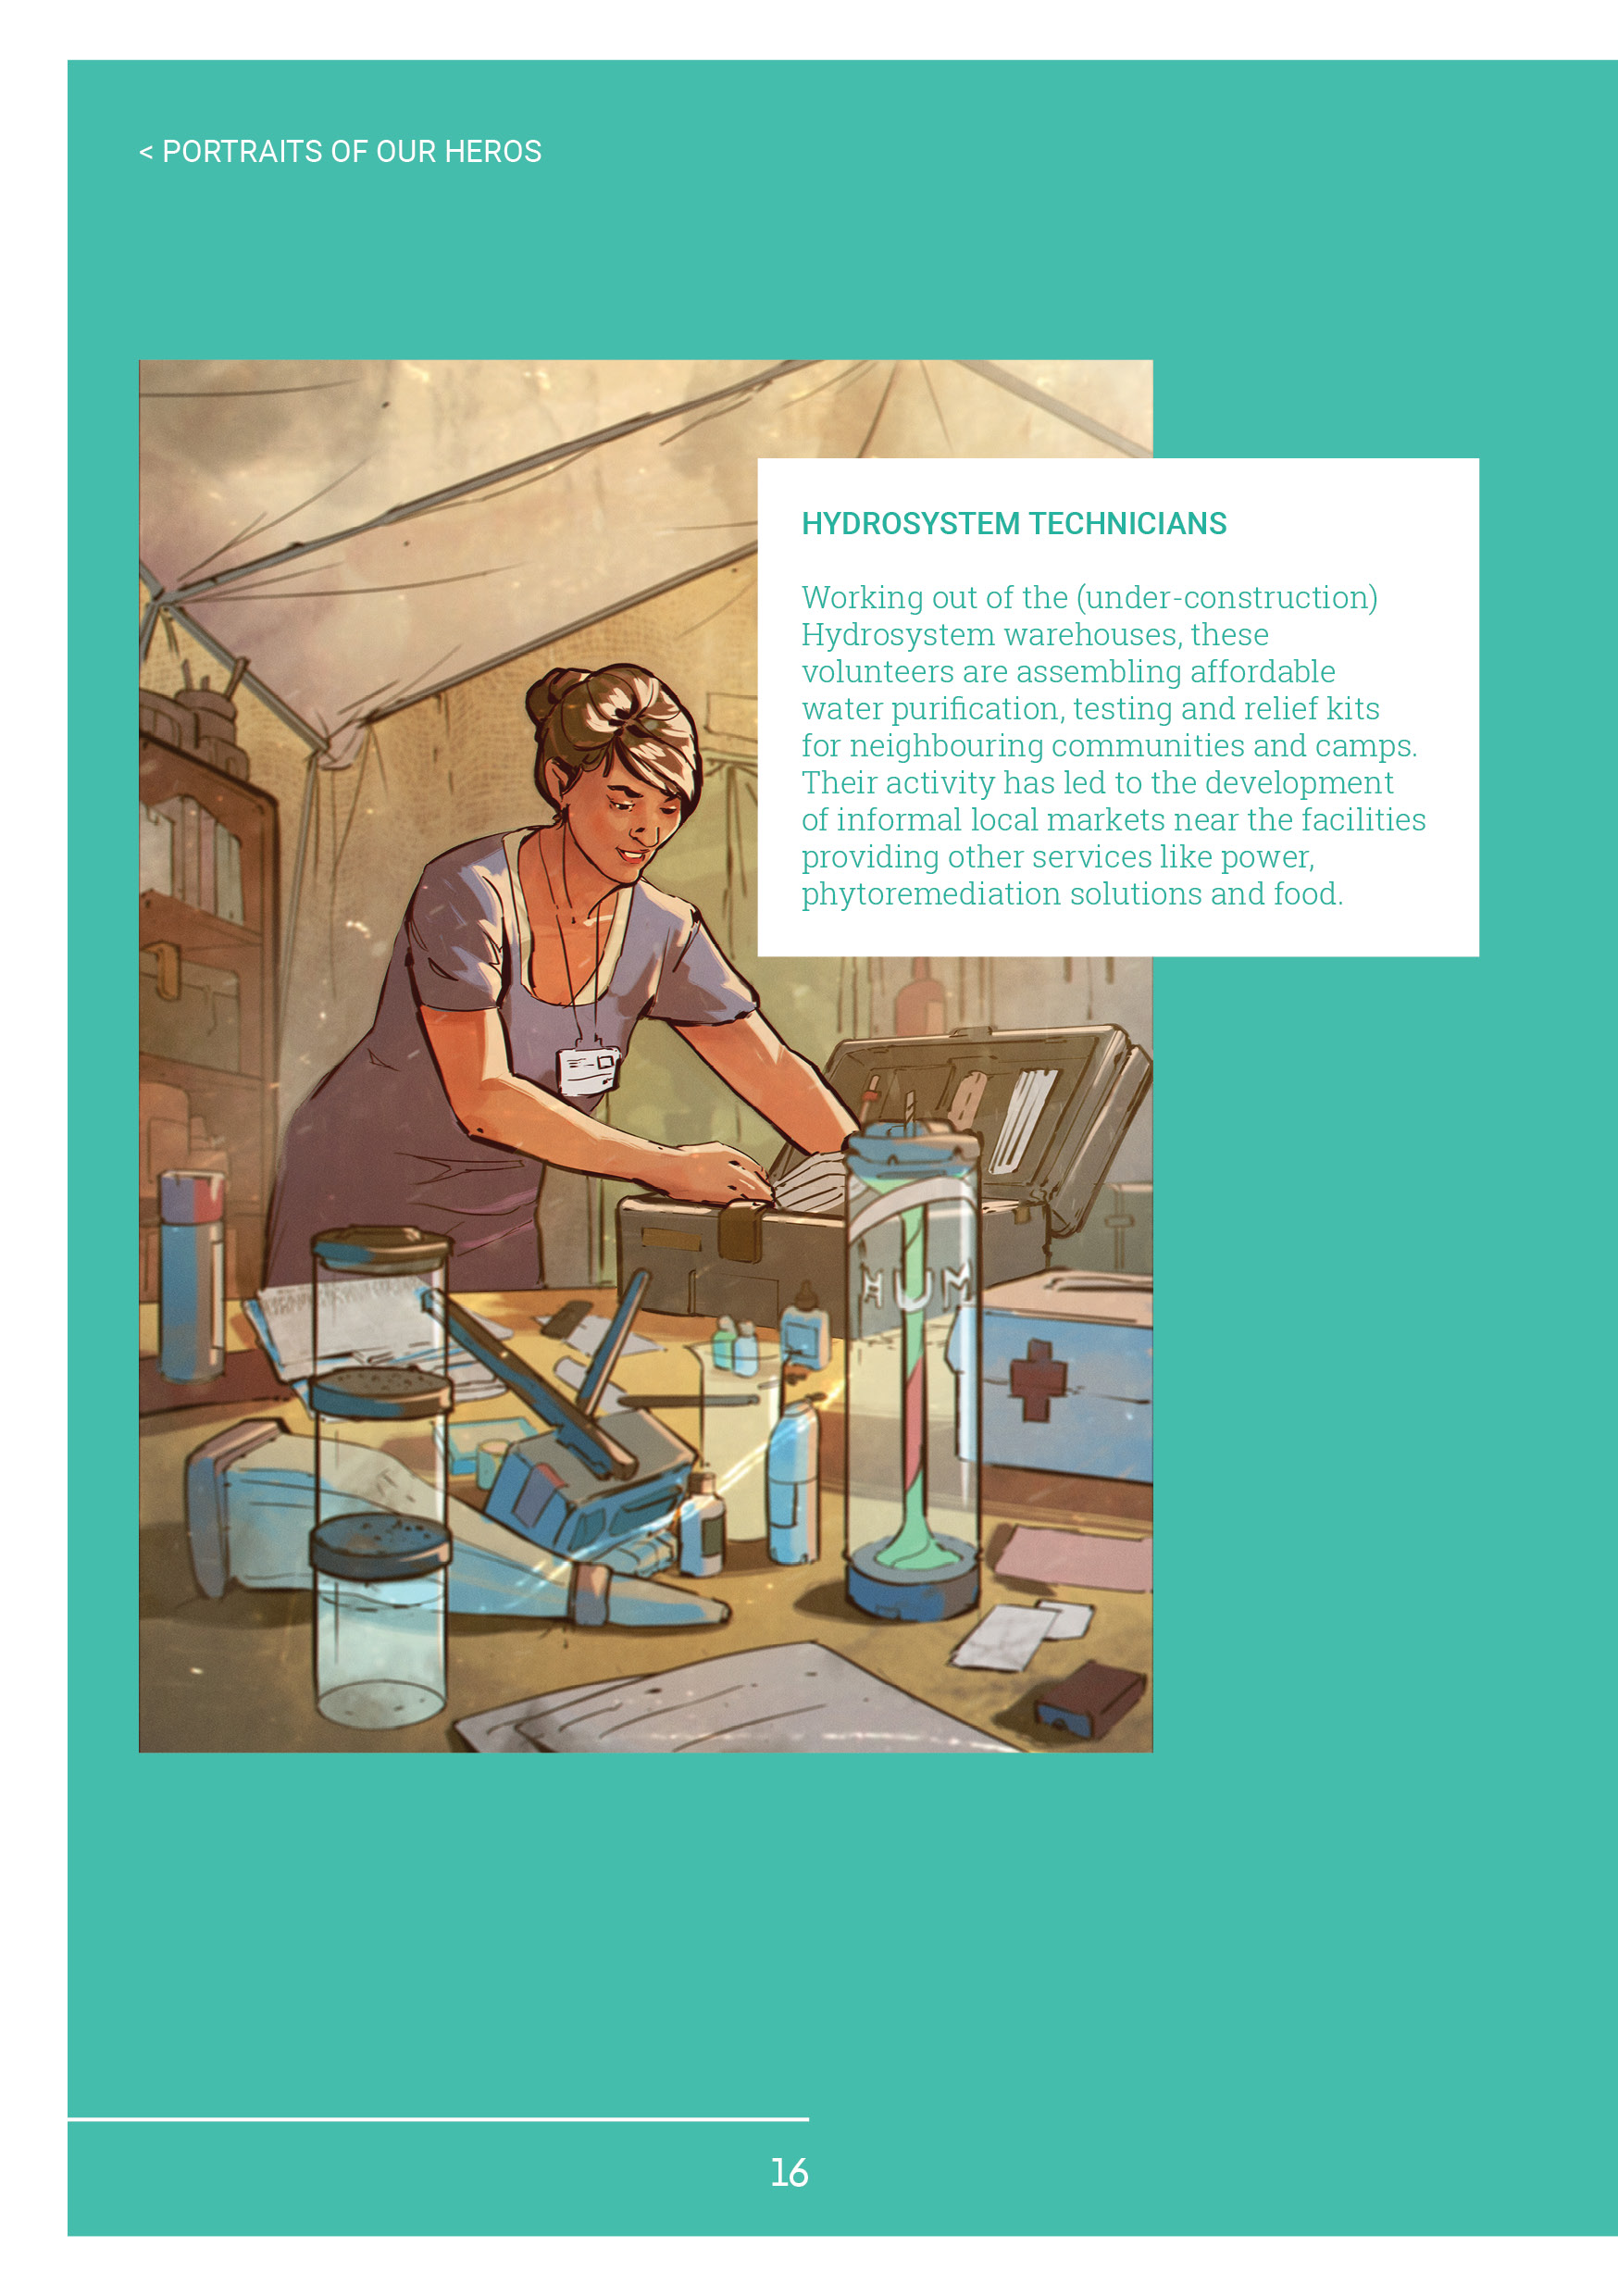 < PORTRAITS OF OUR HEROS
HYDROSYSTEM TECHNICIANS
Working out of the (under-construction)
Hydrosystem warehouses, these
volunteers are assembling affordable
water purification, testing and relief kits
for neighbouring communities and camps.
Their activity has led to the development
of informal local markets near the facilities
providing other services like power,
phytoremediation solutions and food.
HUM
16